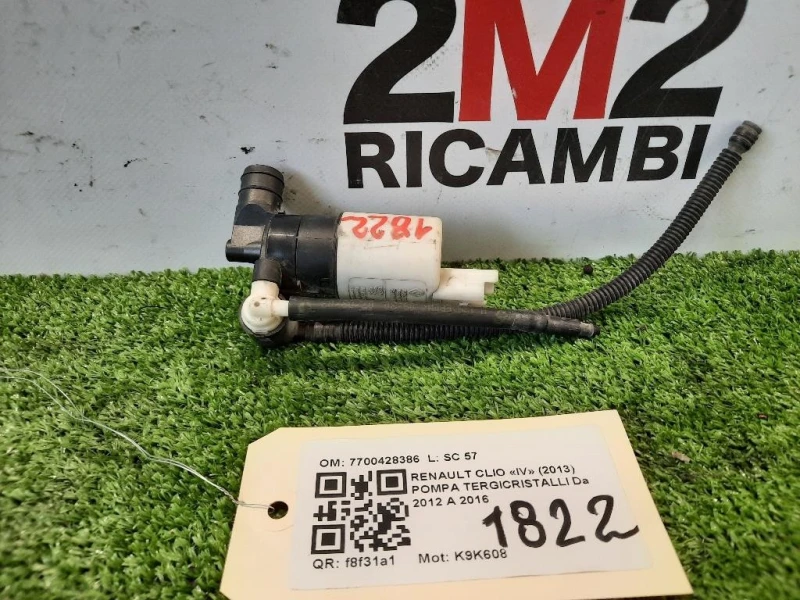 2M2
RICAMBI
1822
OM: 7700428386 L: SC 57
RENAULT CLIO «IV» (2013)
POMPA TERGICRISTALLI Da
2012 A 2016
1822
QR: f8f31a1 Mot: K9K608